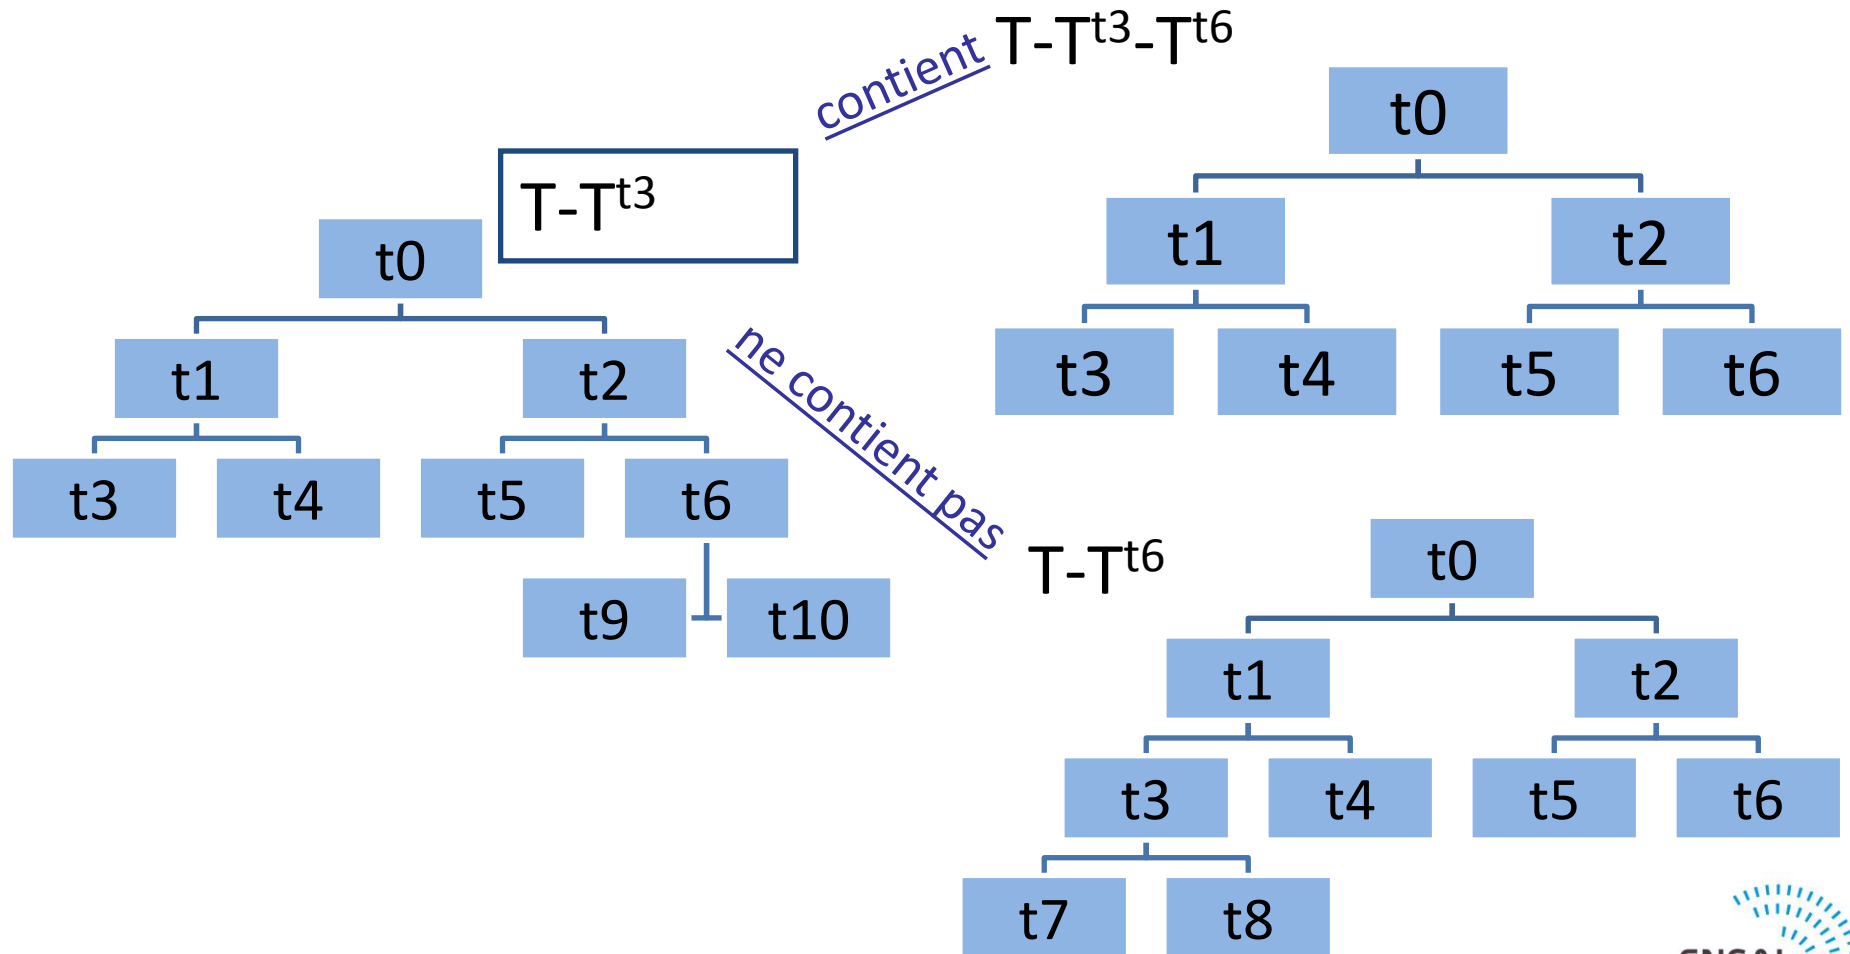 T-Tt3-Tt6
contient
t0
t1 t2
t3 t4 t5 t6
T-Tt3
t0
t1 t2
t3 t4 t5 t6
t9 t10
ne contient pas
T-Tt6
t0
t1 t2
t3 t4 t5 t6
t7 t8